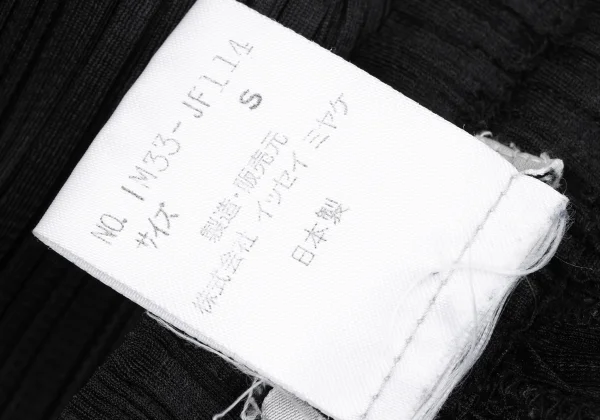 NO. IM33-JF114
サイズ S
製造・販売元
株式会社 イッセイ ミヤケ
日本製